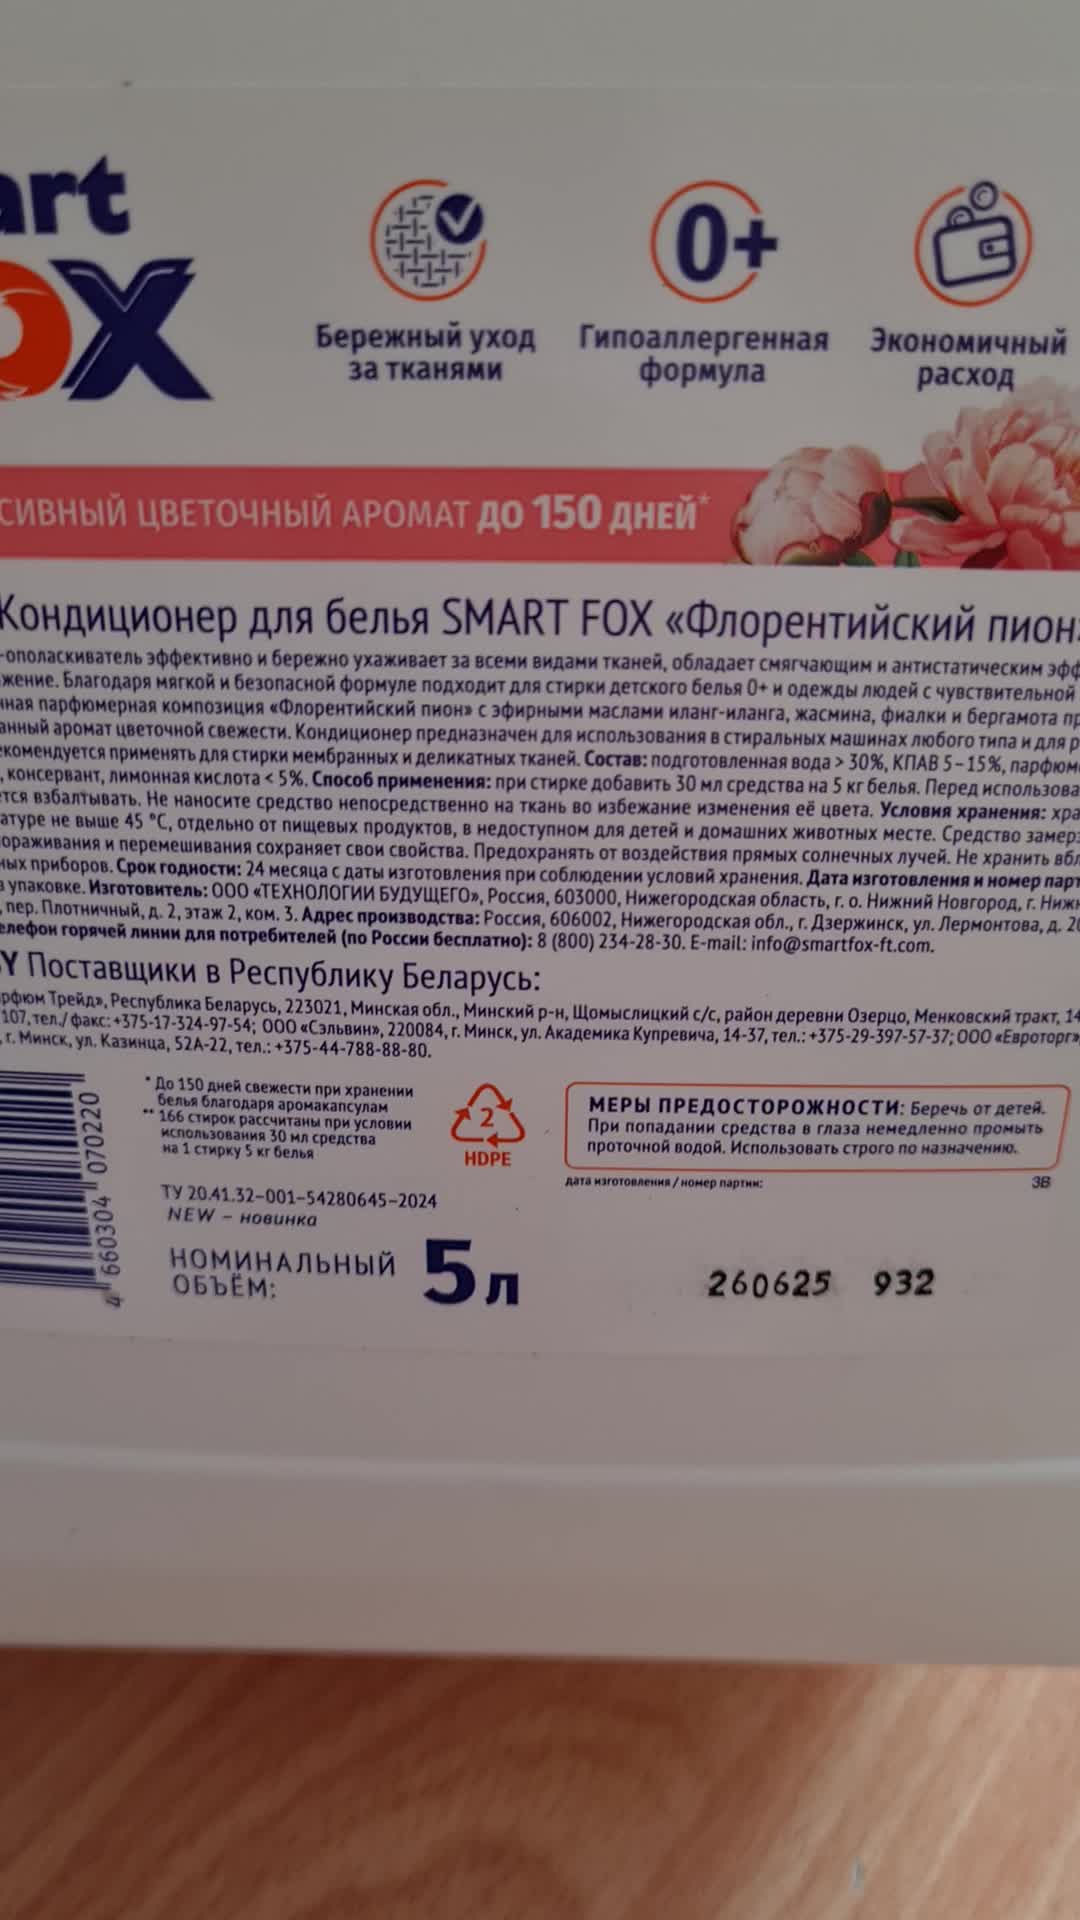 art
ox
Бережный уход
за тканями
0+
Гипоаллергенная
формула
Экономичный
расход
СИВНЫЙ ЦВЕТОЧНЫЙ АРОМАТ ДО 150 ДНЕЙ*
Кондиционер для белья SMART FOX «Флорентийский пион»
-ополаскиватель эффективно и бережно ухаживает за всеми видами тканей, обладает смягчающим и антистатическим эфф
жение. Благодаря мягкой и безопасной формуле подходит для стирки детского белья 0+ и одежды людей с чувствительной
нная парфюмерная композиция «Флорентийский пион» с эфирными маслами иланг-иланга, жасмина, фиалки и бергамота пр
анный аромат цветочной свежести. Кондиционер предназначен для использования в стиральных машинах любого типа и для р
екомендуется применять для стирки мембранных и деликатных тканей. Состав: подготовленная вода > 30%, КПАВ 5–15%, парфюм
, консервант, лимонная кислота < 5%. Способ применения: при стирке добавить 30 мл средства на 5 кг белья. Перед использова
ется взбалтывать. Не наносите средство непосредственно на ткань во избежание изменения её цвета. Условия хранения: хра
атуре не выше 45 °С, отдельно от пищевых продуктов, в недоступном для детей и домашних животных месте. Средство замерз
ораживания и перемешивания сохраняет свои свойства. Предохранять от воздействия прямых солнечных лучей. Не хранить вбл
ных приборов. Срок годности: 24 месяца с даты изготовления при соблюдении условий хранения. Дата изготовления и номер парт
в упаковке. Изготовитель: ООО «ТЕХНОЛОГИИ БУДУЩЕГО», Россия, 603000, Нижегородская область, г. о. Нижний Новгород, г. Нижн
, пер. Плотничный, д. 2, этаж 2, ком. 3. Адрес производства: Россия, 606002, Нижегородская обл., г. Дзержинск, ул. Лермонтова, д. 20
елефон горячей линии для потребителей (по России бесплатно): 8 (800) 234-28-30. E-mail: info@smartfox-ft.com.
BY Поставщики в Республику Беларусь:
рфюм Трейд», Республика Беларусь, 223021, Минская обл., Минский р-н, Щомыслицкий с/с, район деревни Озерцо, Менковский тракт, 14
107, тел./ факс: +375-17-324-97-54; ООО «Сэльвин», 220084, г. Минск, ул. Академика Купревича, 14-37, тел.: +375-29-397-57-37; ООО «Евроторг»
, г. Минск, ул. Казинца, 52А-22, тел.: +375-44-788-88-80.
* До 150 дней свежести при хранении
белья благодаря аромакапсулам
** 166 стирок рассчитаны при условии
использования 30 мл средства
на 1 стирку 5 кг белья
2
HDPE
МЕРЫ ПРЕДОСТОРОЖНОСТИ: Беречь от детей.
При попадании средства в глаза немедленно промыть
проточной водой. Использовать строго по назначению.
дата изготовления / номер партии:
3В
4 660304 070220
ТУ 20.41.32–001–54280645–2024
NEW – новинка
НОМИНАЛЬНЫЙ
ОБЪЁМ:
5 л
260625 932